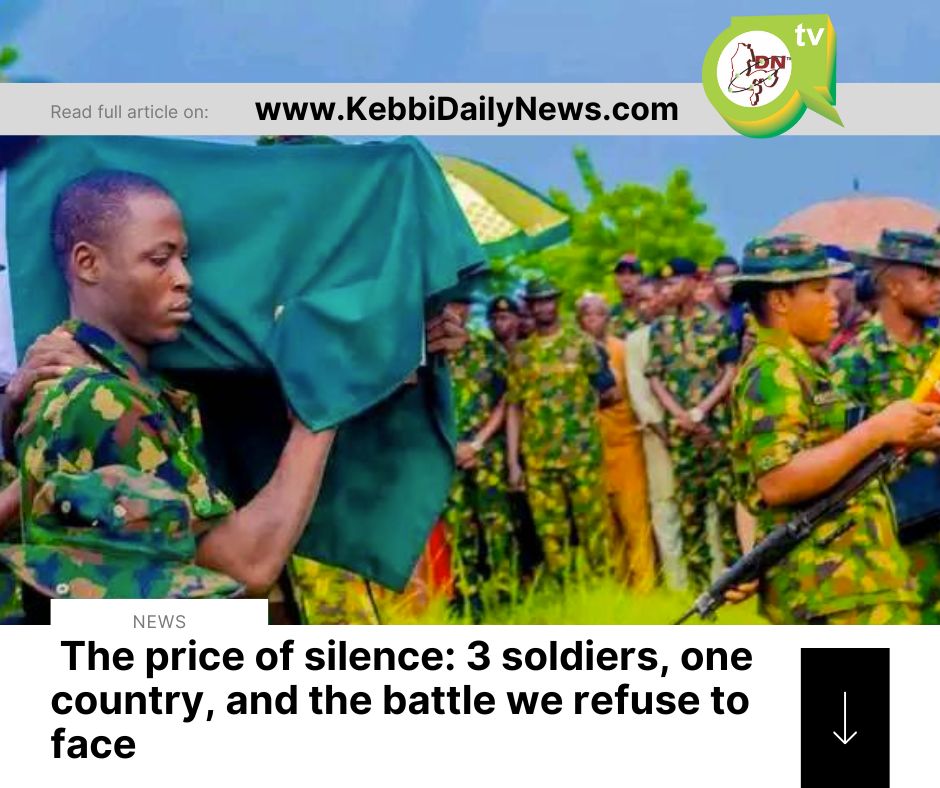 tv
DN
Read full article on: www.KebbiDailyNews.com
NEWS
The price of silence: 3 soldiers, one
country, and the battle we refuse to
face